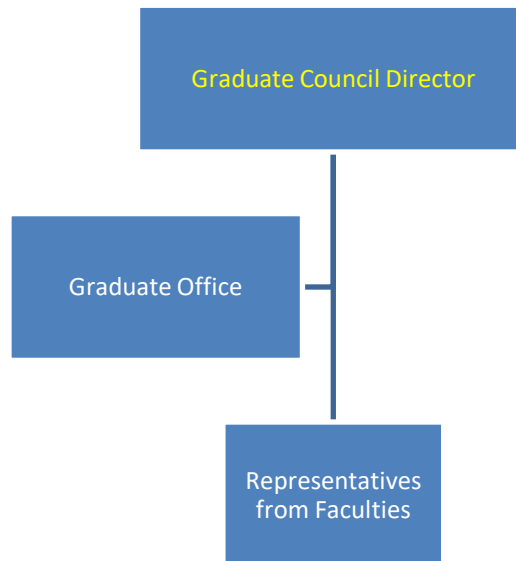 Graduate Council Director
Graduate Office
Representatives
from Faculties